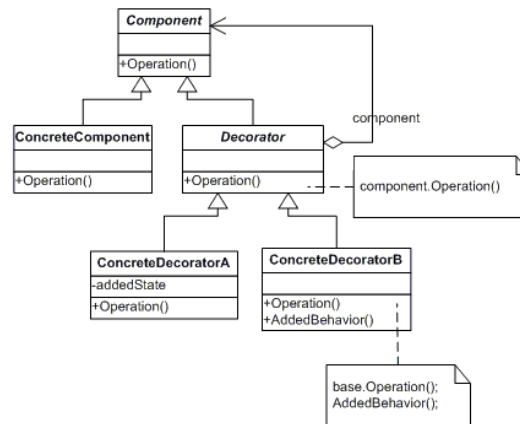 Component
+Operation()
component
ConcreteComponent
+Operation()
Decorator
+Operation()
component.Operation()
ConcreteDecoratorA
-addedState
+Operation()
ConcreteDecoratorB
+Operation()
+AddedBehavior()
base.Operation();
AddedBehavior();